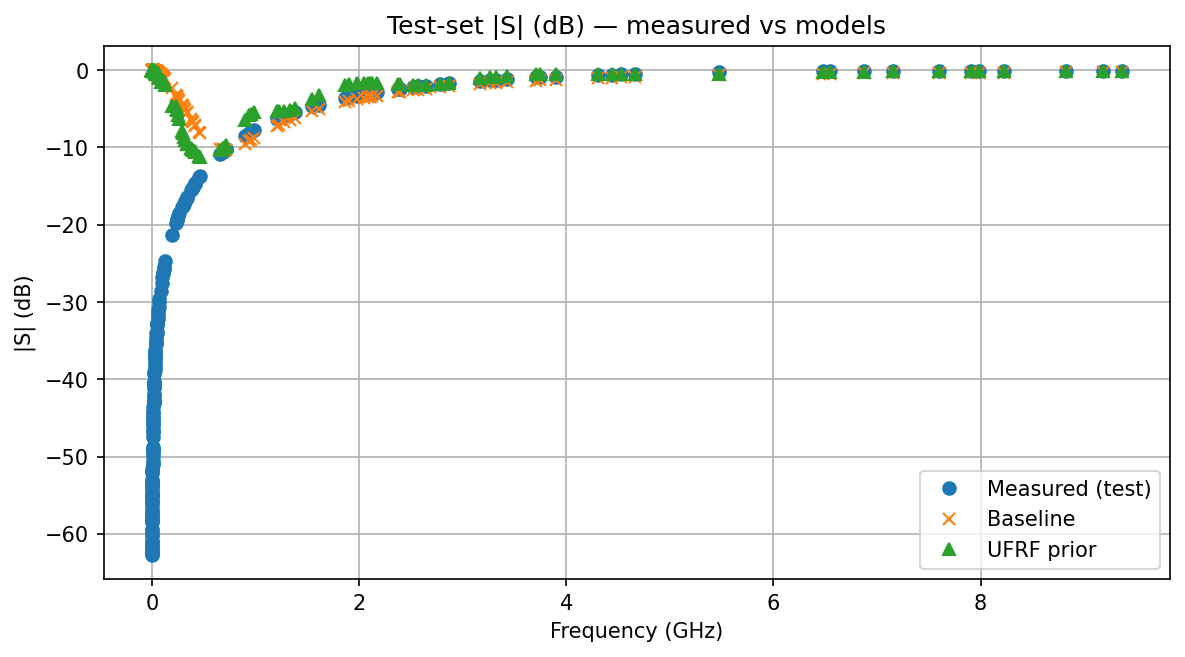 Test-set |S| (dB) — measured vs models
|S| (dB)
0
−10
−20
−30
−40
−50
−60
Measured (test)
Baseline
UFRF prior
0 2 4 6 8
Frequency (GHz)